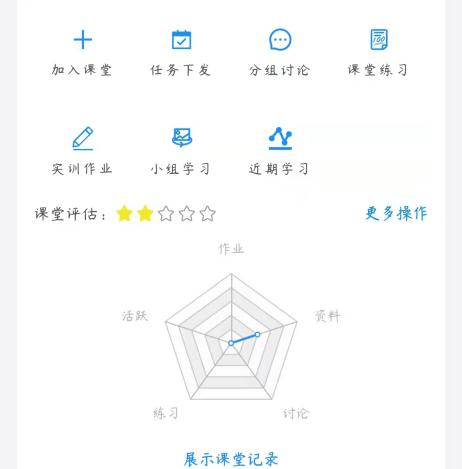 加入课堂 任务下发 分组讨论 课堂练习
实训作业 小组学习 近期学习
课堂评估： 更多操作
作业
活跃 资料
练习 讨论
展示课堂记录